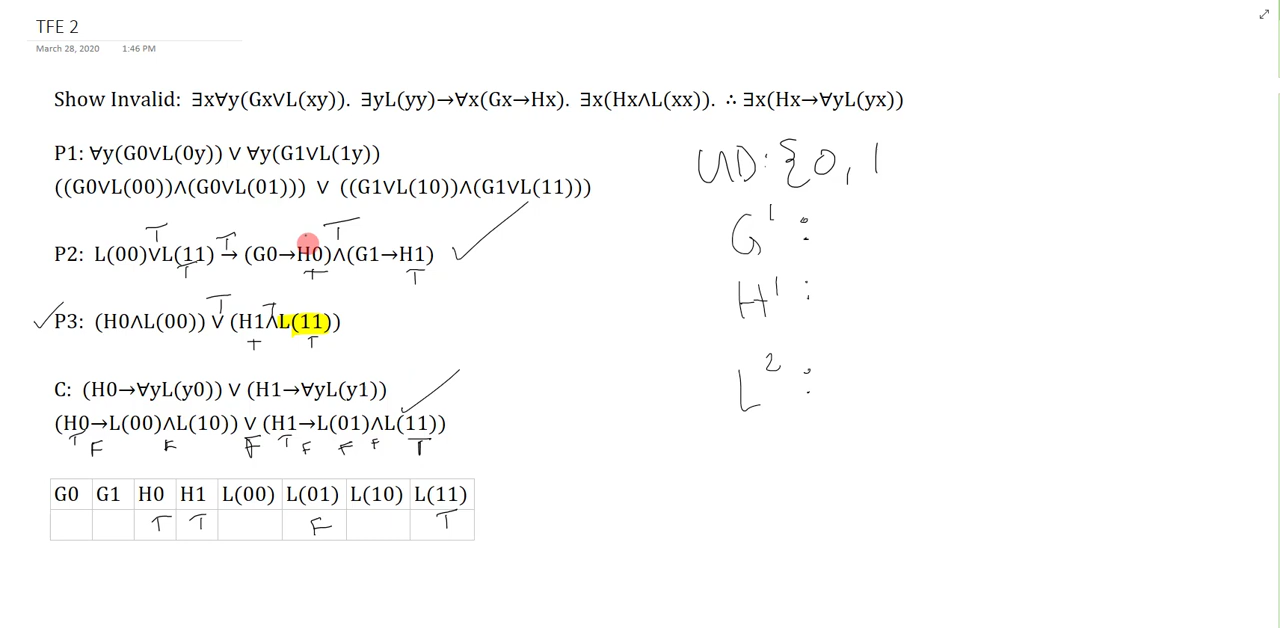 TFE 2
March 28, 2020 1:46 PM
Show Invalid: ∃x∀y(Gx∨L(xy)). ∃yL(yy)→∀x(Gx→Hx). ∃x(Hx∧L(xx)). ∴ ∃x(Hx→∀yL(yx))
P1: ∀y(G0∨L(0y)) ∨ ∀y(G1∨L(1y))
UD: {0, 1
((G0∨L(00))∧(G0∨L(01))) ∨ ((G1∨L(10))∧(G1∨L(11)))
G¹ :
T T T
P2: L(00)∨L(11) → (G0→H0)∧(G1→H1) ✓
T T T
H¹ :
T T
✓ P3: (H0∧L(00)) ∨ (H1∧L(11))
T T
L² :
C: (H0→∀yL(y0)) ∨ (H1→∀yL(y1)) ✓
(H0→L(00)∧L(10)) ∨ (H1→L(01)∧L(11))
T F F F T F F F T
G0 G1 H0 H1 L(00) L(01) L(10) L(11)
T T F T